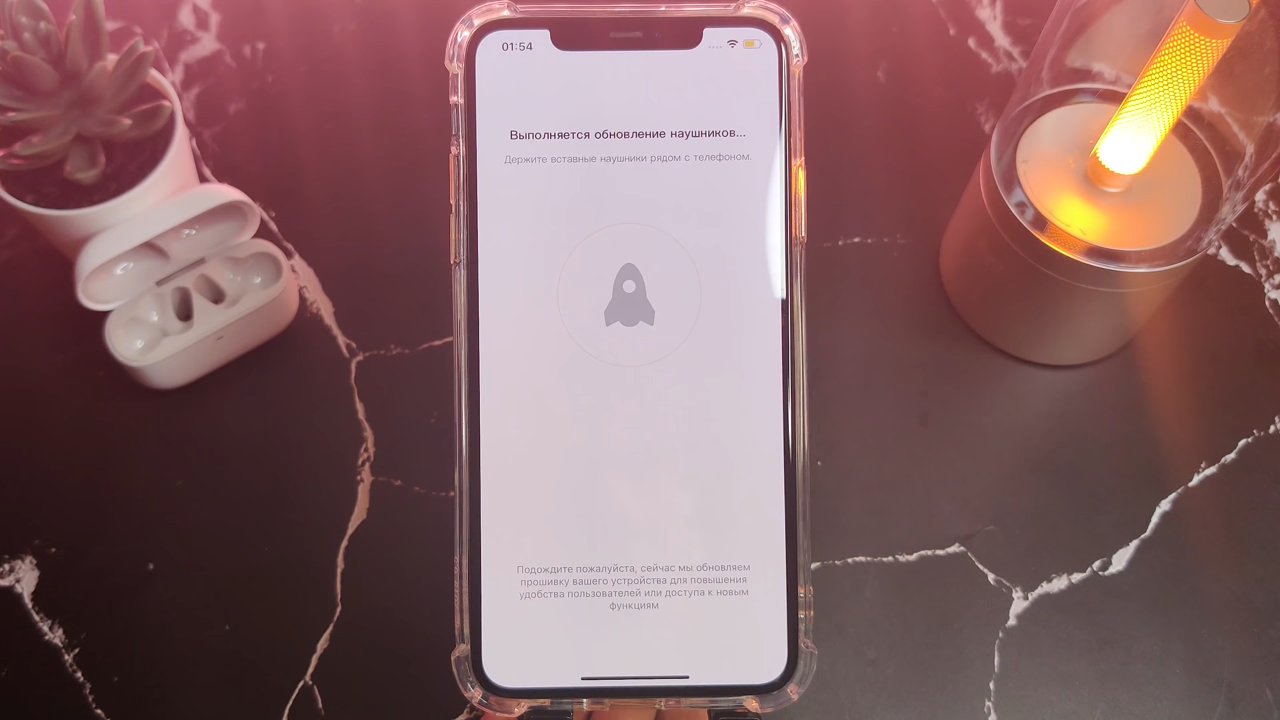 01:54
Выполняется обновление наушников...
Держите вставные наушники рядом с телефоном.
Подождите пожалуйста, сейчас мы обновляем
прошивку вашего устройства для повышения
удобства пользователей или доступа к новым
функциям